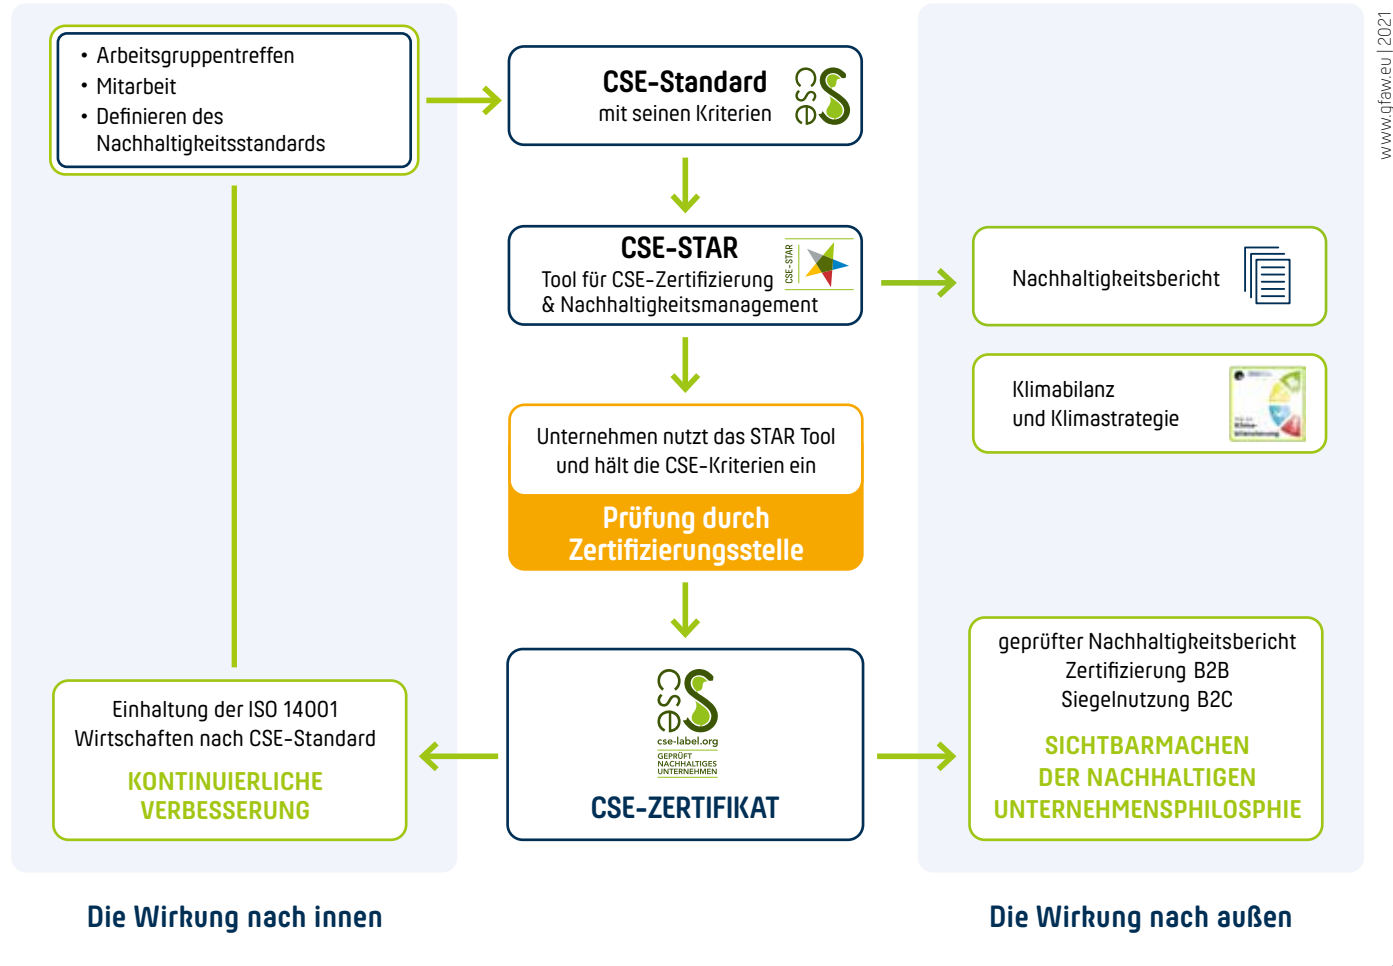 • Arbeitsgruppentreffen
• Mitarbeit
• Definieren des
Nachhaltigkeitsstandards
CSE-Standard
mit seinen Kriterien
cse
CSE-STAR
Tool für CSE-Zertifizierung
& Nachhaltigkeitsmanagement
CSE-STAR
Nachhaltigkeitsbericht
Klimabilanz
und Klimastrategie
Unternehmen nutzt das STAR Tool
und hält die CSE-Kriterien ein
Prüfung durch
Zertifizierungsstelle
cse
cse-label.org
GEPRÜFT
NACHHALTIGES
UNTERNEHMEN
CSE-ZERTIFIKAT
Einhaltung der ISO 14001
Wirtschaften nach CSE-Standard
KONTINUIERLICHE
VERBESSERUNG
geprüfter Nachhaltigkeitsbericht
Zertifizierung B2B
Siegelnutzung B2C
SICHTBARMACHEN
DER NACHHALTIGEN
UNTERNEHMENSPHILOSPHIE
Die Wirkung nach innen
Die Wirkung nach außen
www.gfaw.eu | 2021